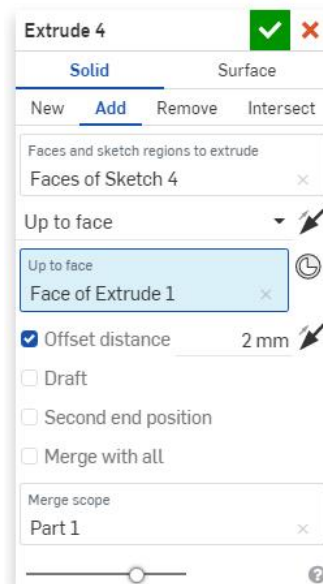 Extrude 4
Solid Surface
New Add Remove Intersect
Faces and sketch regions to extrude
Faces of Sketch 4
Up to face
Up to face
Face of Extrude 1
Offset distance 2 mm
Draft
Second end position
Merge with all
Merge scope
Part 1
?